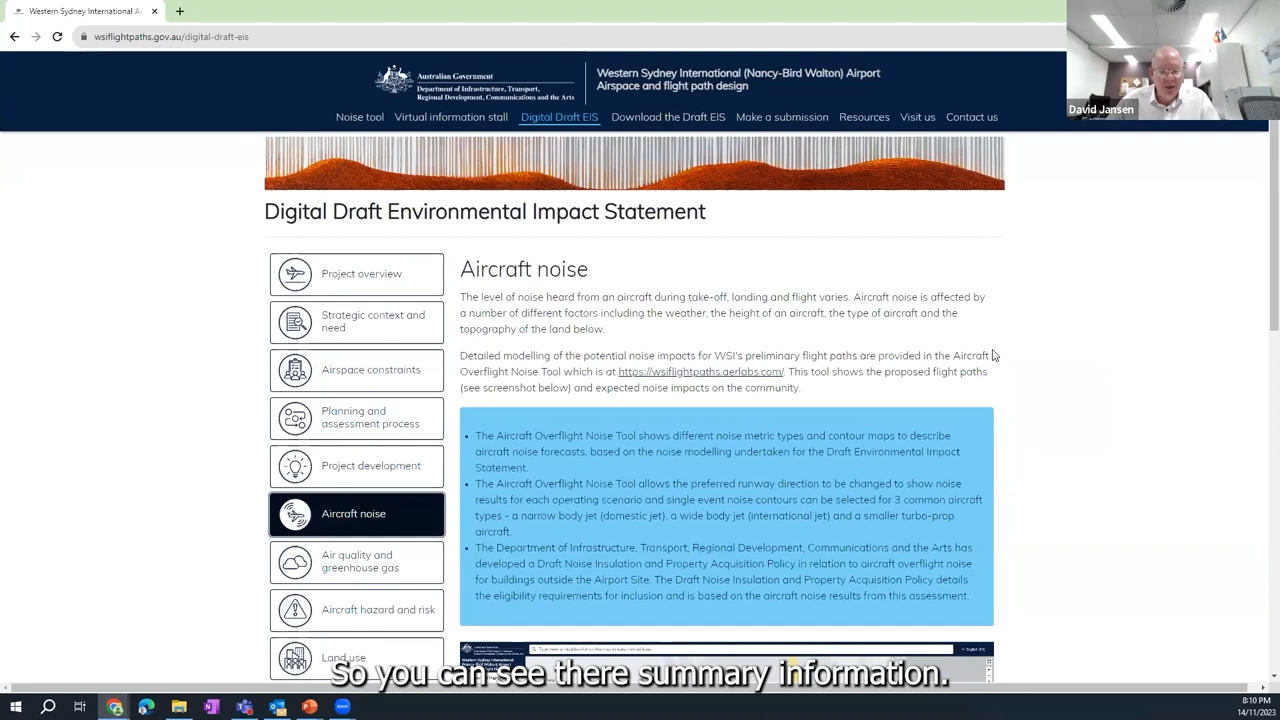 Western Sydney International Ai
wsiflightpaths.gov.au/digital-draft-eis
David Jansen
Australian Government
Department of Infrastructure, Transport,
Regional Development, Communications and the Arts
Western Sydney International (Nancy-Bird Walton) Airport
Airspace and flight path design
Noise tool Virtual information stall Digital Draft EIS Download the Draft EIS Make a submission Resources Visit us Contact us
Digital Draft Environmental Impact Statement
Project overview
Strategic context and
need
Airspace constraints
Planning and
assessment process
Project development
Aircraft noise
Air quality and
greenhouse gas
Aircraft hazard and risk
Land use
Aircraft noise
The level of noise heard from an aircraft during take-off, landing and flight varies. Aircraft noise is affected by
a number of different factors including the weather, the height of an aircraft, the type of aircraft and the
topography of the land below.
Detailed modelling of the potential noise impacts for WSI's preliminary flight paths are provided in the Aircraft
Overflight Noise Tool which is at https://wsiflightpaths.aerlabs.com/. This tool shows the proposed flight paths
(see screenshot below) and expected noise impacts on the community.
• The Aircraft Overflight Noise Tool shows different noise metric types and contour maps to describe
aircraft noise forecasts, based on the noise modelling undertaken for the Draft Environmental Impact
Statement.
• The Aircraft Overflight Noise Tool allows the preferred runway direction to be changed to show noise
results for each operating scenario and single event noise contours can be selected for 3 common aircraft
types - a narrow body jet (domestic jet), a wide body jet (international jet) and a smaller turbo-prop
aircraft.
• The Department of Infrastructure, Transport, Regional Development, Communications and the Arts has
developed a Draft Noise Insulation and Property Acquisition Policy in relation to aircraft overflight noise
for buildings outside the Airport Site. The Draft Noise Insulation and Property Acquisition Policy details
the eligibility requirements for inclusion and is based on the aircraft noise results from this assessment.
So you can see there summary information.
8:10 PM
14/11/2023